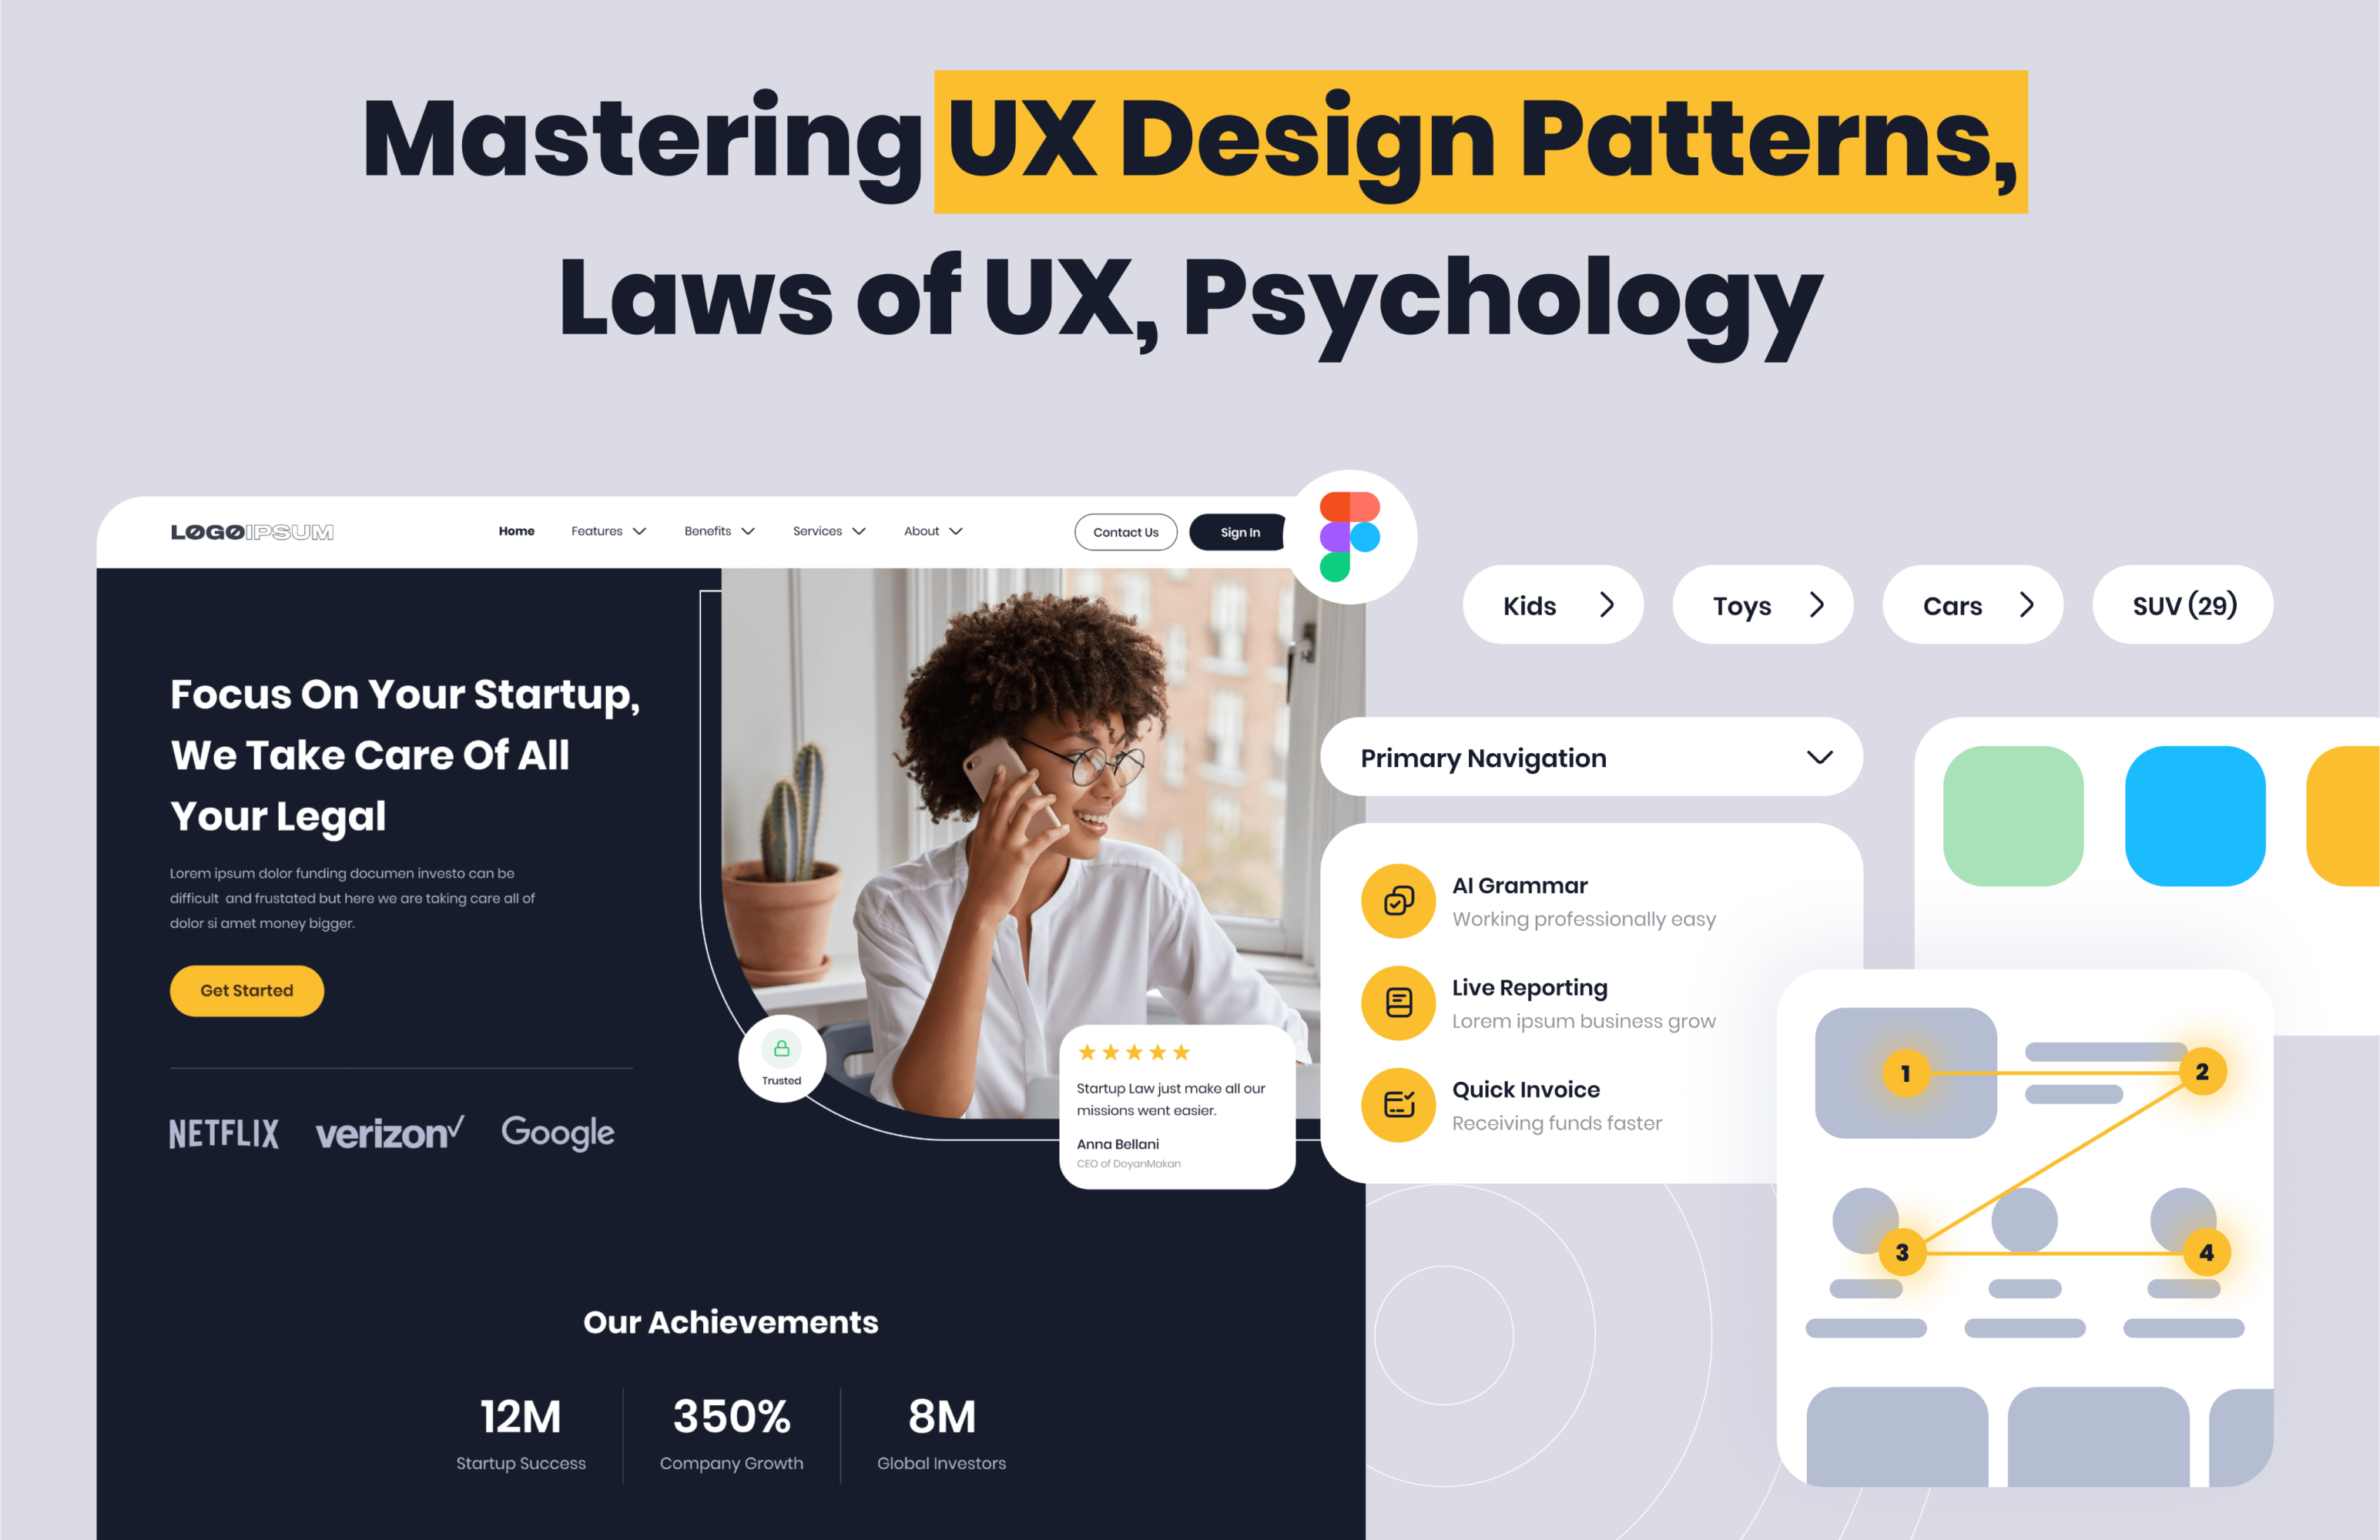 Mastering UX Design Patterns,
Laws of UX, Psychology
LOGOIPSUM
Home
Features
Benefits
Services
About
Contact Us
Sign In
Focus On Your Startup,
We Take Care Of All
Your Legal
Lorem ipsum dolor funding documen investo can be
difficult and frustated but here we are taking care all of
dolor si amet money bigger.
Get Started
NETFLIX
verizon
Google
Trusted
Startup Law just make all our
missions went easier.
Anna Bellani
CEO of DoyanMakan
Our Achievements
12M
Startup Success
350%
Company Growth
8M
Global Investors
Kids
Toys
Cars
SUV (29)
Primary Navigation
AI Grammar
Working professionally easy
Live Reporting
Lorem ipsum business grow
Quick Invoice
Receiving funds faster
1
2
3
4